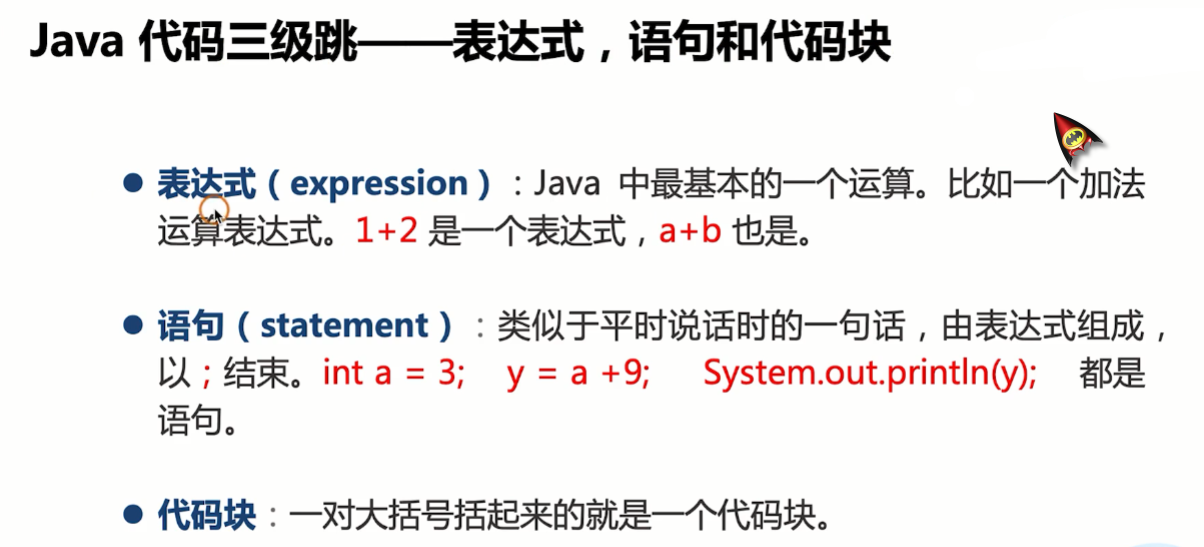 Java 代码三级跳——表达式，语句和代码块
● 表达式（expression）：Java 中最基本的一个运算。比如一个加法
运算表达式。1+2 是一个表达式，a+b 也是。
● 语句（statement）：类似于平时说话时的一句话，由表达式组成，
以 ; 结束。int a = 3; y = a +9; System.out.println(y); 都是
语句。
● 代码块：一对大括号括起来的就是一个代码块。